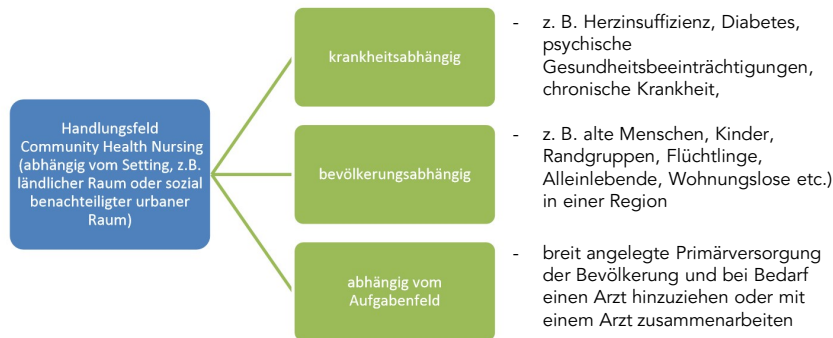 Handlungsfeld
Community Health Nursing
(abhängig vom Setting, z.B.
ländlicher Raum oder sozial
benachteiligter urbaner
Raum)
krankheitsabhängig
- z. B. Herzinsuffizienz, Diabetes,
psychische
Gesundheitsbeeinträchtigungen,
chronische Krankheit,
bevölkerungsabhängig
- z. B. alte Menschen, Kinder,
Randgruppen, Flüchtlinge,
Alleinlebende, Wohnungslose etc.)
in einer Region
abhängig vom
Aufgabenfeld
- breit angelegte Primärversorgung
der Bevölkerung und bei Bedarf
einen Arzt hinzuziehen oder mit
einem Arzt zusammenarbeiten